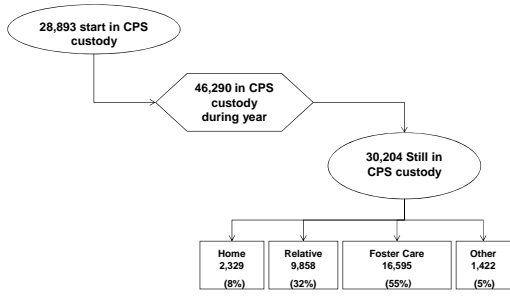 28,893 start in CPS
custody
46,290 in CPS
custody
during year
30,204 Still in
CPS custody
Home
2,329
(8%)
Relative
9,858
(32%)
Foster Care
16,595
(55%)
Other
1,422
(5%)